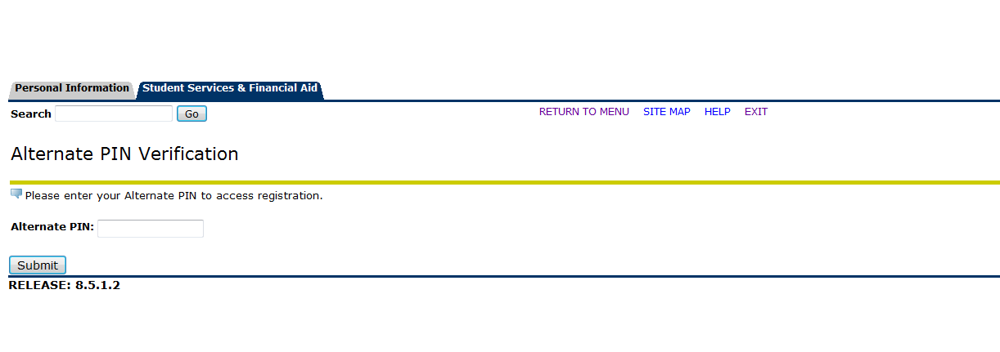 Personal Information Student Services & Financial Aid
Search Go RETURN TO MENU SITE MAP HELP EXIT
Alternate PIN Verification
Please enter your Alternate PIN to access registration.
Alternate PIN:
Submit
RELEASE: 8.5.1.2